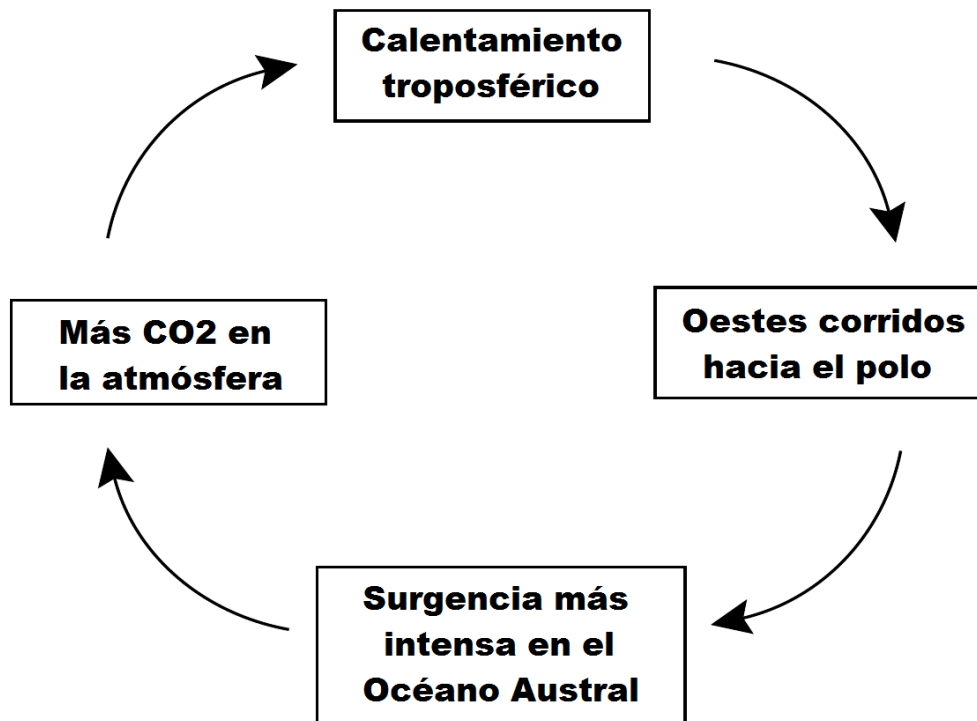 Calentamiento
troposférico
Oestes corridos
hacia el polo
Surgencia más
intensa en el
Océano Austral
Más CO2 en
la atmósfera